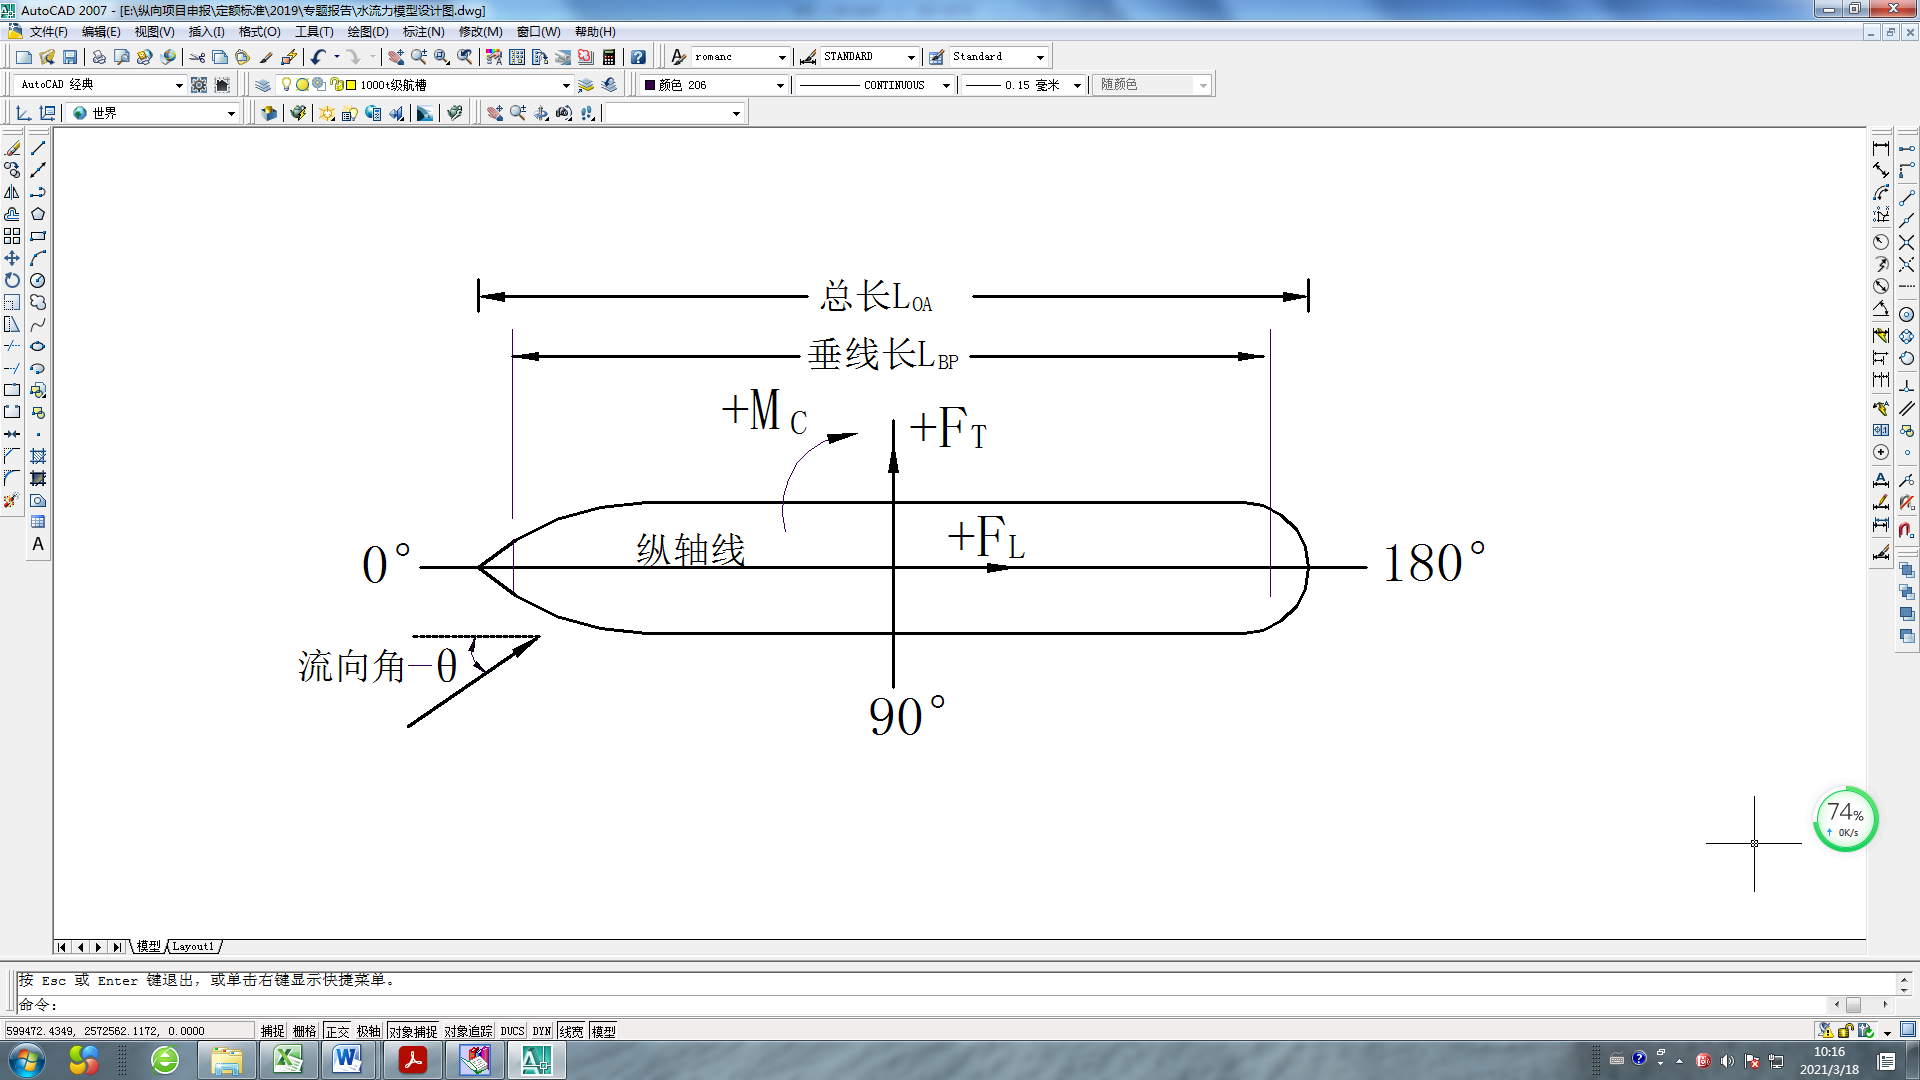 AutoCAD 2007 - [E:\纵向项目申报\定额标准\2019\专题报告\水流力模型设计图.dwg]
文件(F) 编辑(E) 视图(V) 插入(I) 格式(O) 工具(T) 绘图(D) 标注(N) 修改(M) 窗口(W) 帮助(H)
romanc STANDARD Standard
AutoCAD 经典 1000t级航槽 颜色 206 CONTINUOUS 0.15 毫米 随颜色
世界
总长LOA
垂线长LBP
+MC
+FT
纵轴线
+FL
0°
180°
流向角-θ
90°
74%
0K/s
模型 Layout1
按 Esc 或 Enter 键退出，或单击右键显示快捷菜单。
命令：
599472.4349, 2572562.1172, 0.0000 捕捉 栅格 正交 极轴 对象捕捉 对象追踪 DUCS DYN 线宽 模型
10:16
2021/3/18